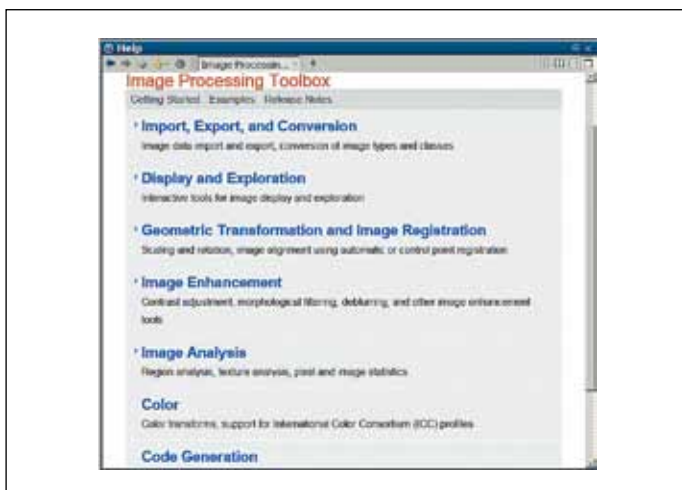 Help
Image Processin...
Image Processing Toolbox
Getting Started Examples Release Notes
Import, Export, and Conversion
Image data import and export, conversion of image types and classes
Display and Exploration
Interactive tools for image display and exploration
Geometric Transformation and Image Registration
Scaling and rotation, image alignment using automatic or control point registration
Image Enhancement
Contrast adjustment, morphological filtering, deblurring, and other image enhancement
tools
Image Analysis
Region analysis, texture analysis, pixel and image statistics
Color
Color transforms, support for International Color Consortium (ICC) profiles
Code Generation